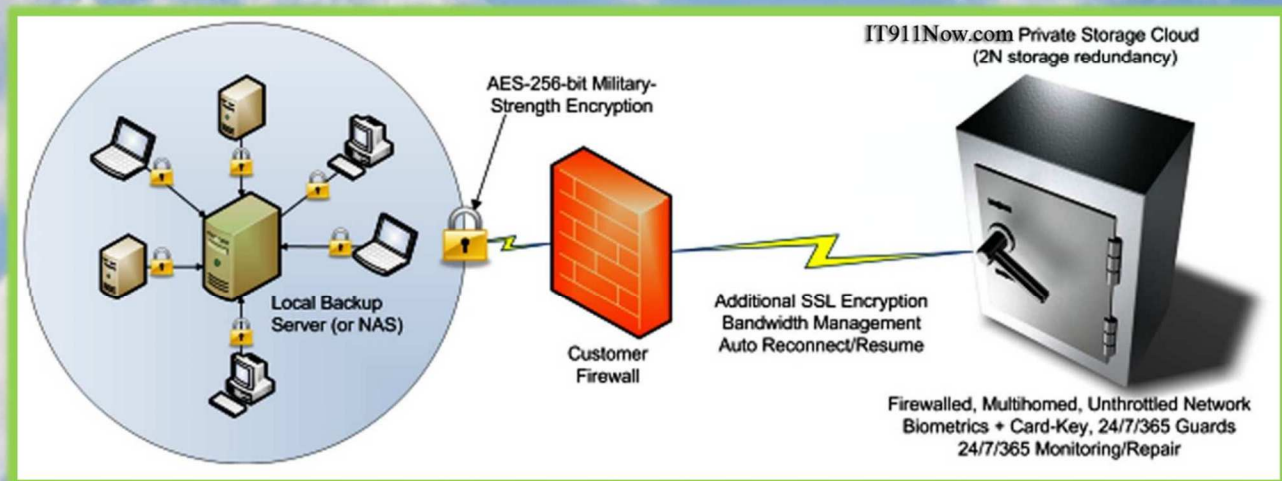 IT911Now.com Private Storage Cloud
(2N storage redundancy)
AES-256-bit Military-
Strength Encryption
Local Backup
Server (or NAS)
Customer
Firewall
Additional SSL Encryption
Bandwidth Management
Auto Reconnect/Resume
Firewalled, Multihomed, Unthrottled Network
Biometrics + Card-Key, 24/7/365 Guards
24/7/365 Monitoring/Repair